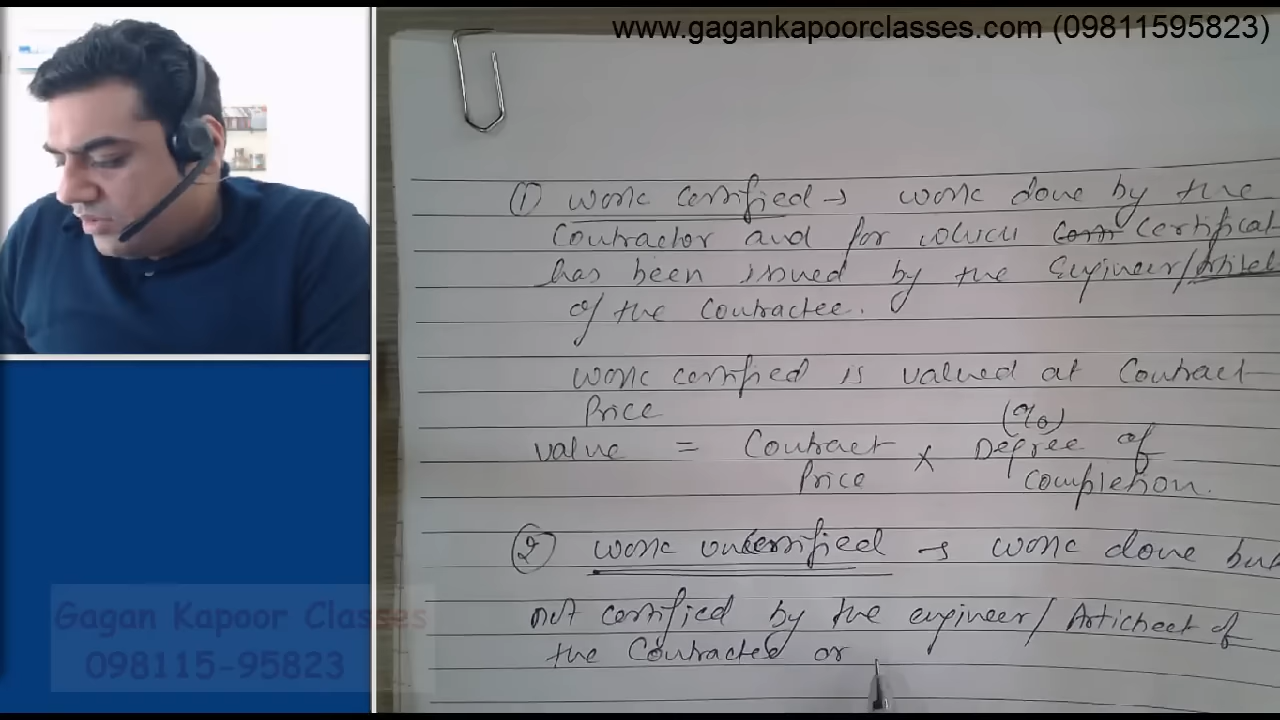 www.gagankapoorclasses.com (09811595823)
① Work certified → work done by the
Contractor and for which Certificat
has been issued by the Engineer/
of the Contractee.
Work certified is valued at Contract
Price (%)
value = Contract × Degree of
Price Completion.
② Work uncertified → Work done but
not certified by the engineer/ Articheet of
the Contractee or
Gagan Kapoor Classes
098115-95823